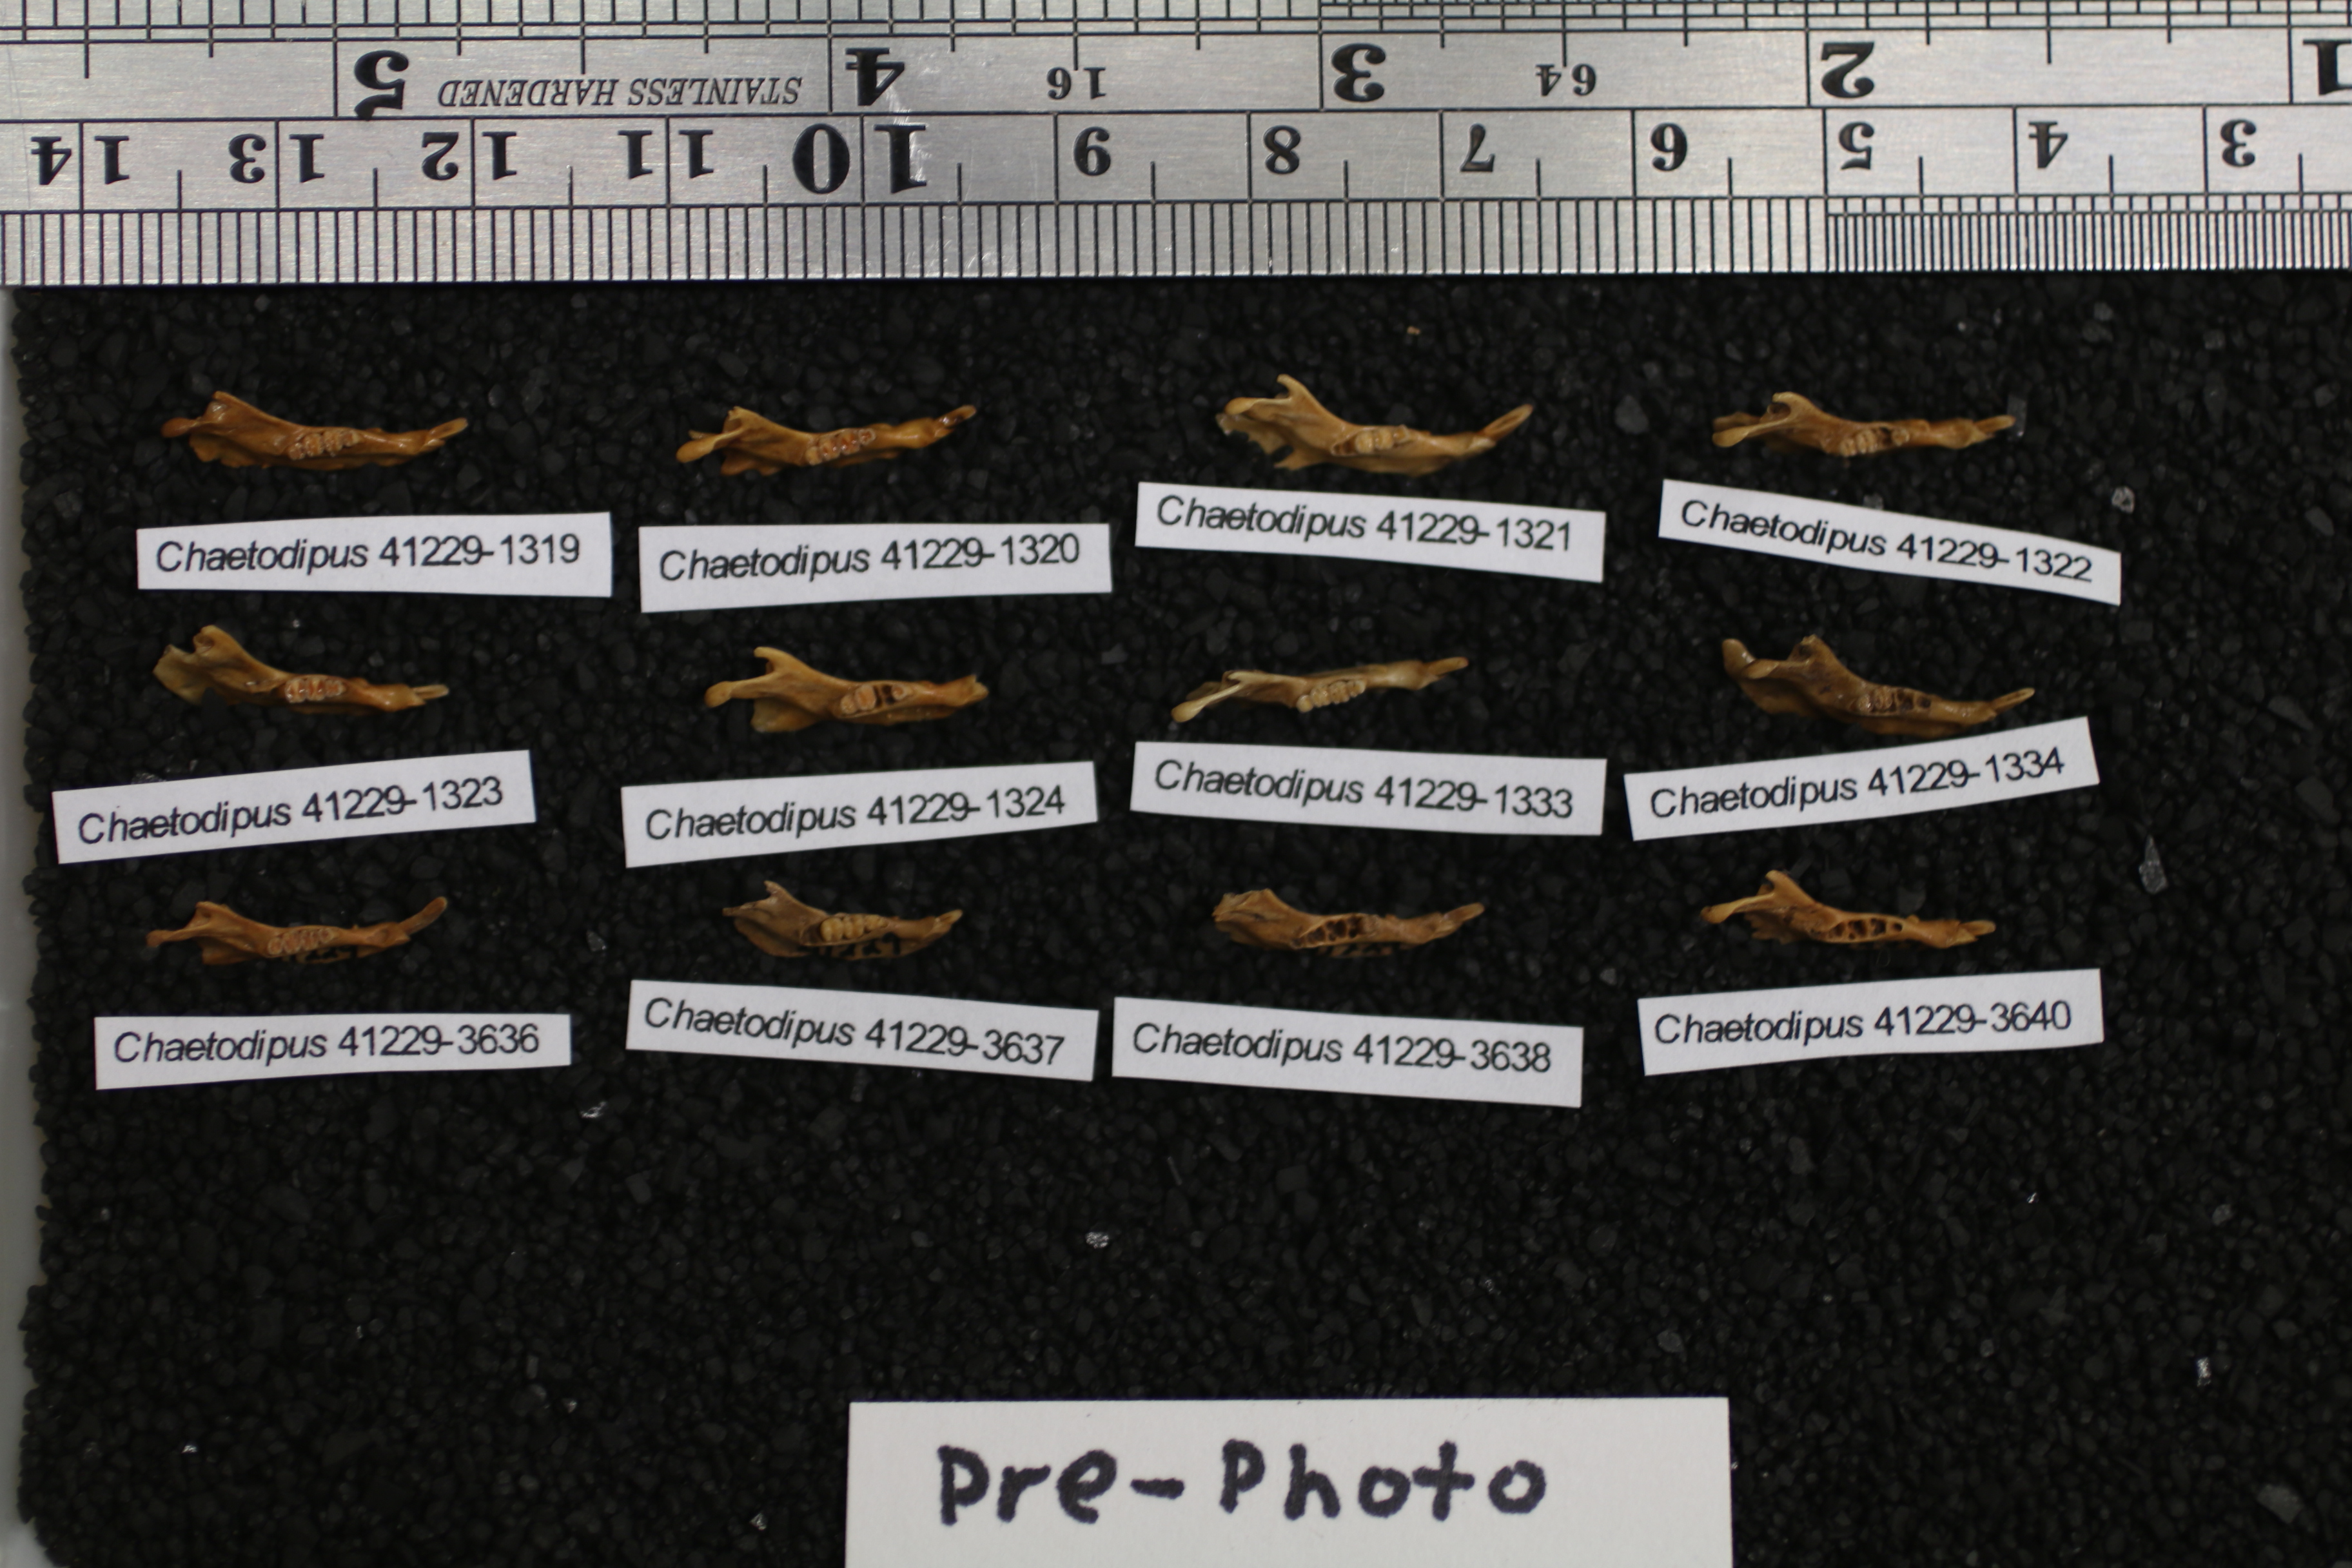 5 STAINLESS HARDENED 4 16 3 64 2 1
14 13 12 11 10 9 8 7 6 5 4 3
Chaetodipus 41229-1319
Chaetodipus 41229-1320
Chaetodipus 41229-1321
Chaetodipus 41229-1322
Chaetodipus 41229-1323
Chaetodipus 41229-1324
Chaetodipus 41229-1333
Chaetodipus 41229-1334
Chaetodipus 41229-3636
Chaetodipus 41229-3637
Chaetodipus 41229-3638
Chaetodipus 41229-3640
Pre-Photo